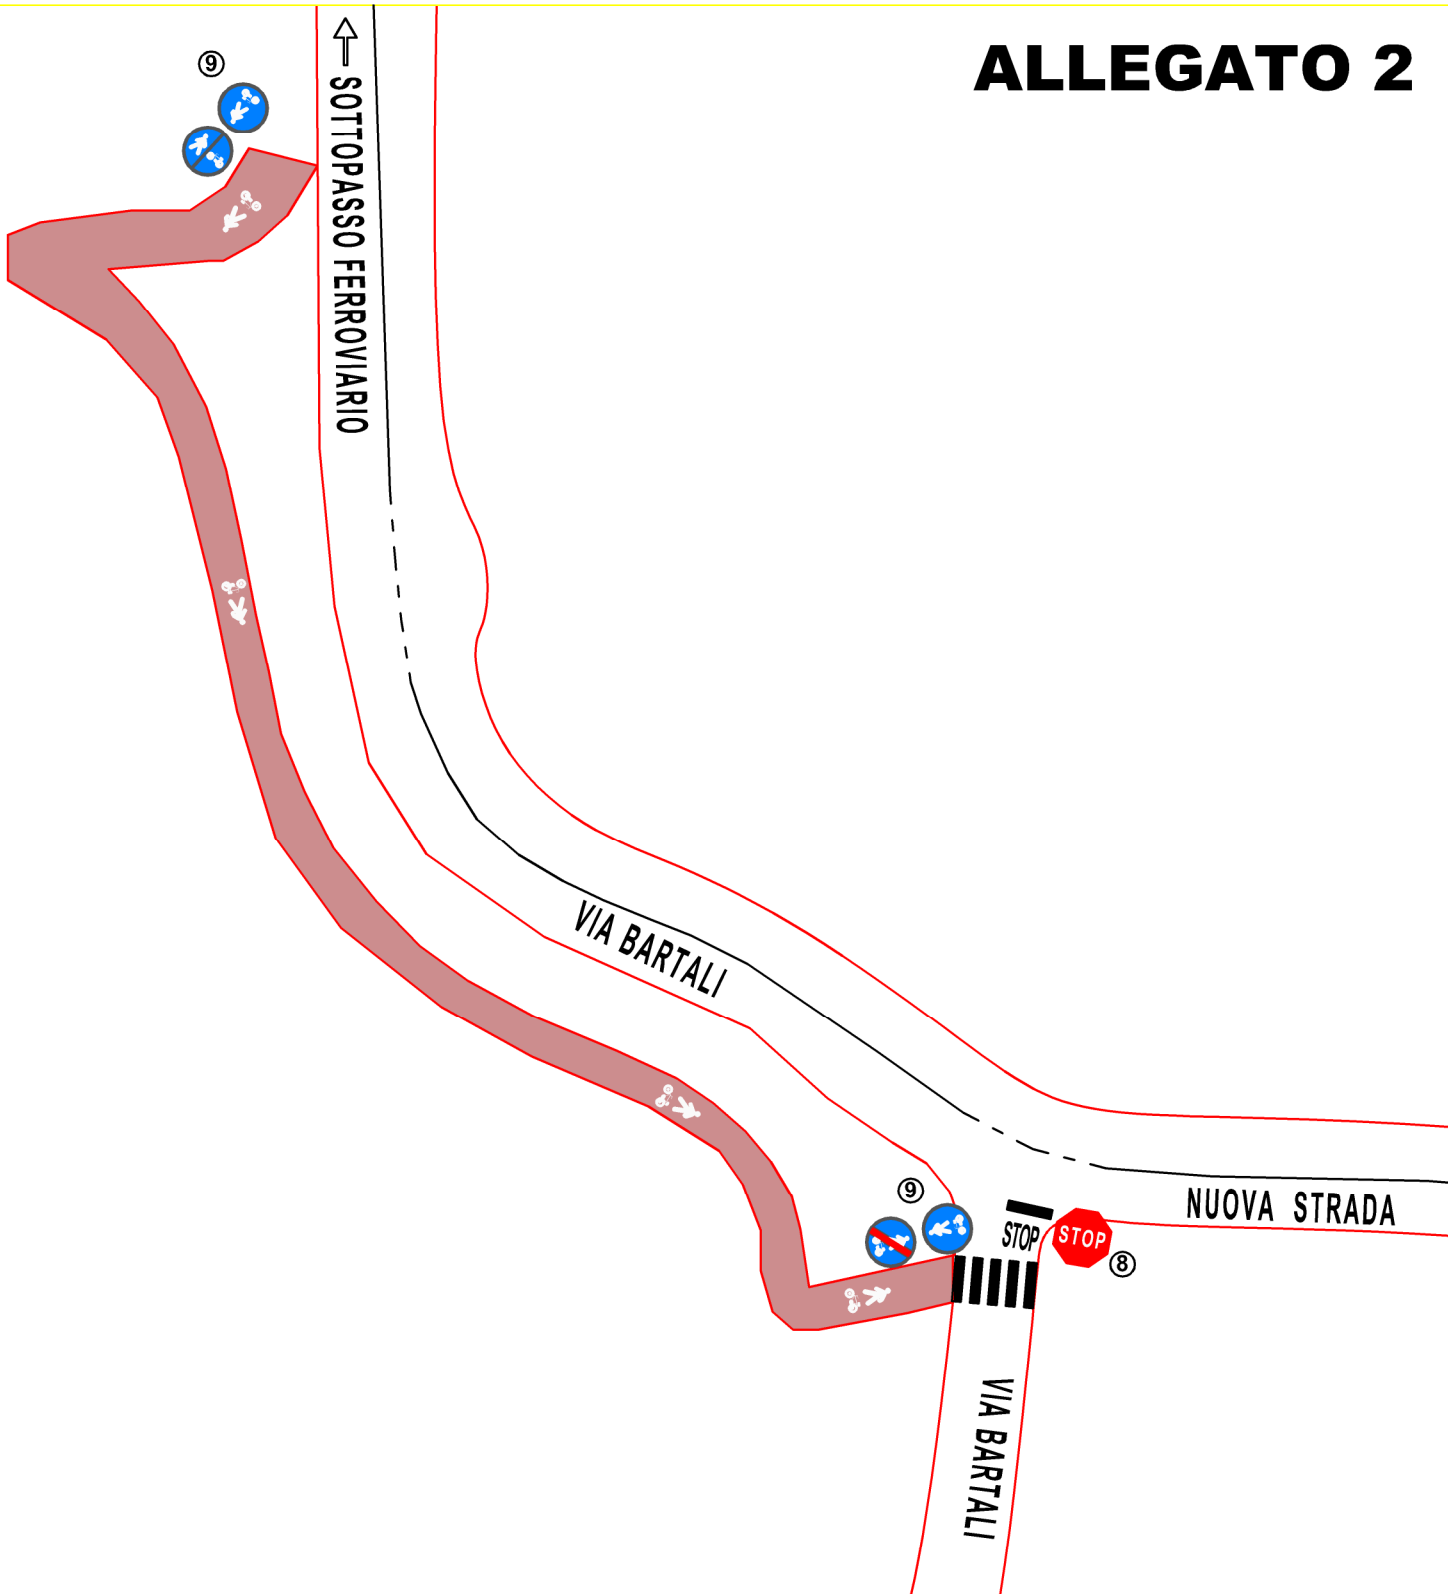 ALLEGATO 2
⑨
SOTTOPASSO FERROVIARIO
VIA BARTALI
⑨
NUOVA STRADA
STOP
STOP
⑧
VIA BARTALI